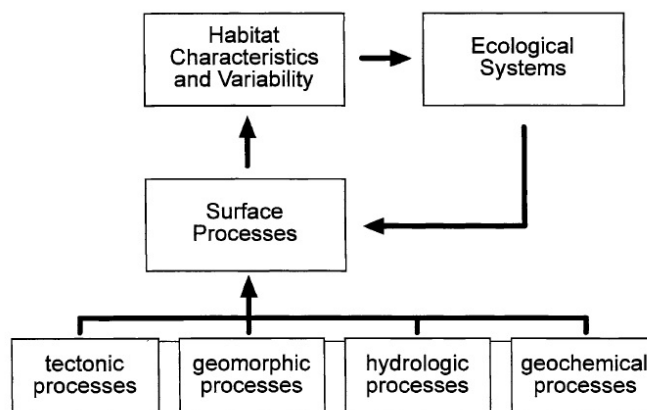 Habitat
Characteristics
and Variability
Ecological
Systems
Surface
Processes
tectonic
processes
geomorphic
processes
hydrologic
processes
geochemical
processes